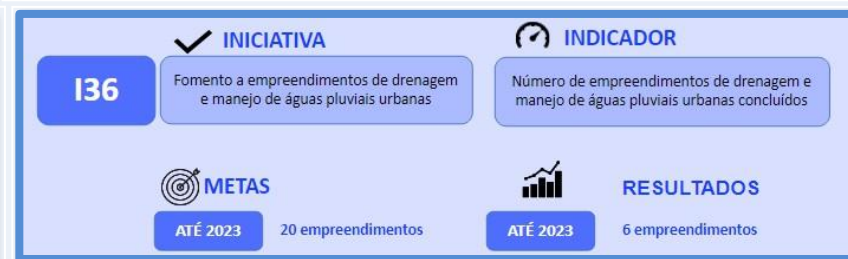 INICIATIVA
INDICADOR
I36
Fomento a empreendimentos de drenagem
e manejo de águas pluviais urbanas
Número de empreendimentos de drenagem e
manejo de águas pluviais urbanas concluídos
METAS
RESULTADOS
ATÉ 2023
20 empreendimentos
ATÉ 2023
6 empreendimentos